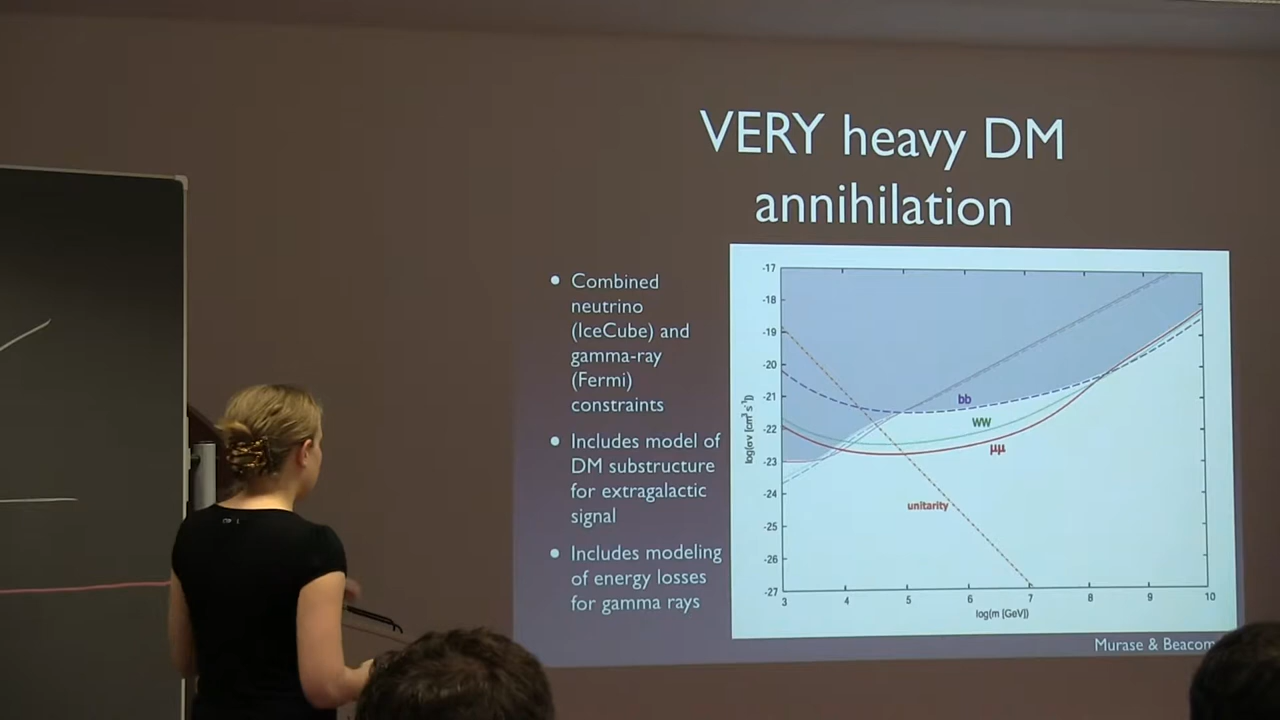 VERY heavy DM
annihilation
• Combined
neutrino
(IceCube) and
gamma-ray
(Fermi)
constraints
• Includes model of
DM substructure
for extragalactic
signal
• Includes modeling
of energy losses
for gamma rays
-17
-18
-19
-20
-21
-22
-23
-24
-25
-26
-27
log(σv [cm³ s⁻¹])
bb
WW
μμ
unitarity
3 4 5 6 7 8 9 10
log(m [GeV])
Murase & Beacom